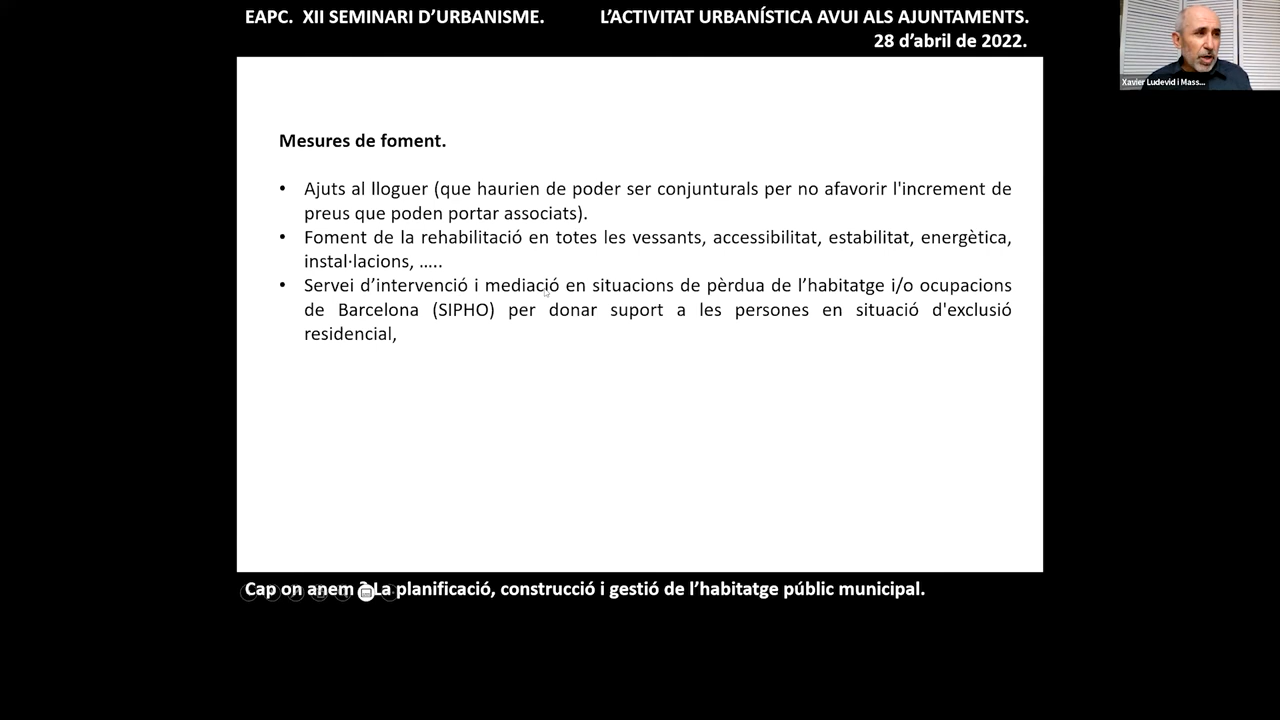 EAPC. XII SEMINARI D’URBANISME. L’ACTIVITAT URBANÍSTICA AVUI ALS AJUNTAMENTS.
28 d’abril de 2022.
Xavier Ludevid i Mass...
Mesures de foment.
• Ajuts al lloguer (que haurien de poder ser conjunturals per no afavorir l'increment de
preus que poden portar associats).
• Foment de la rehabilitació en totes les vessants, accessibilitat, estabilitat, energètica,
instal·lacions, …..
• Servei d’intervenció i mediació en situacions de pèrdua de l’habitatge i/o ocupacions
de Barcelona (SIPHO) per donar suport a les persones en situació d'exclusió
residencial,
Cap on anem ? La planificació, construcció i gestió de l’habitatge públic municipal.